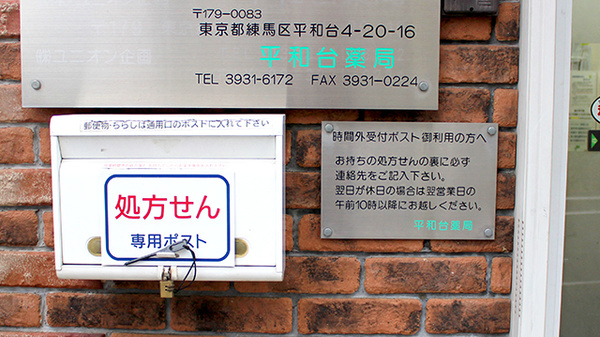 〒179-0083
東京都練馬区平和台4-20-16
平和台薬局
TEL 3931-6172 FAX 3931-0224
郵便物・ちらしは通用口のポストに入れて下さい
処方せん
専用ポスト
時間外受付ポスト御利用の方へ
お持ちの処方せんの裏に必ず
連絡先をご記入下さい。
翌日が休日の場合は翌営業日の
午前10時以降にお越しください。
平和台薬局